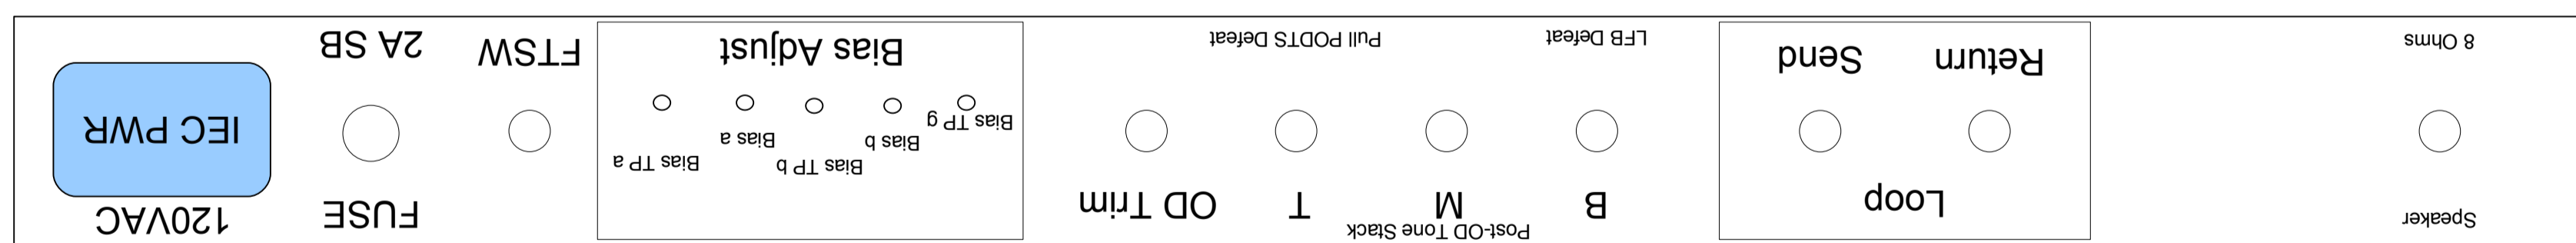 Speaker
8 Ohms
Loop
Return
Send
Post-OD Tone Stack
B
M
T
OD Trim
LFB Defeat
Pull PODTS Defeat
Bias TP g
Bias b
Bias TP b
Bias a
Bias TP a
Bias Adjust
FTSW
FUSE
2A SB
120VAC
IEC PWR